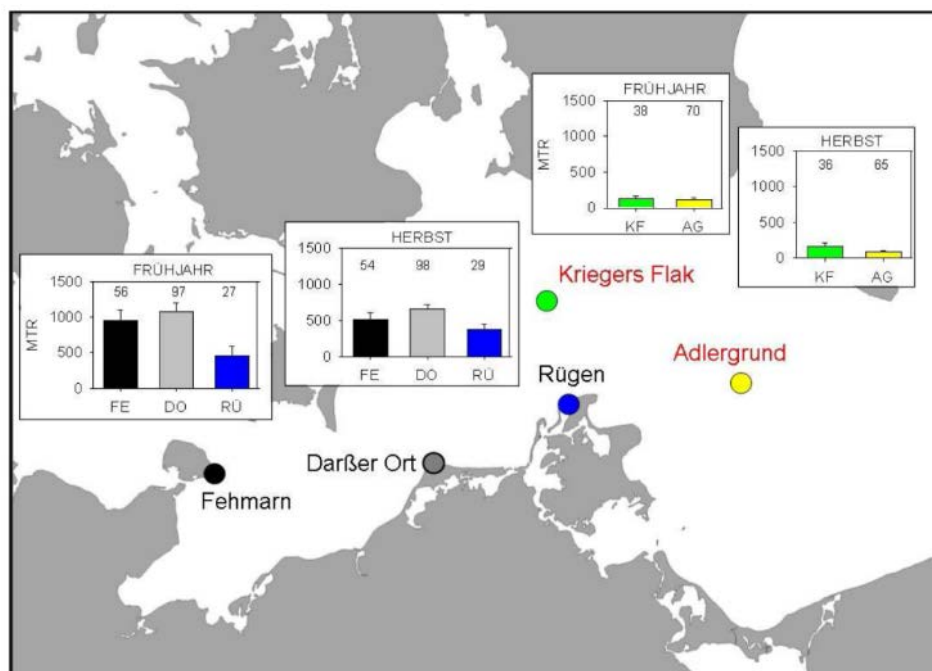 FRÜHJAHR
1500
38 70
1000
MTR
500
0
KF AG
HERBST
1500
36 65
1000
500
0
KF AG
HERBST
1500
54 98 29
1000
500
0
FE DO RÜ
FRÜHJAHR
1500
56 97 27
1000
MTR
500
0
FE DO RÜ
Kriegers Flak
Adlergrund
Rügen
Darßer Ort
Fehmarn